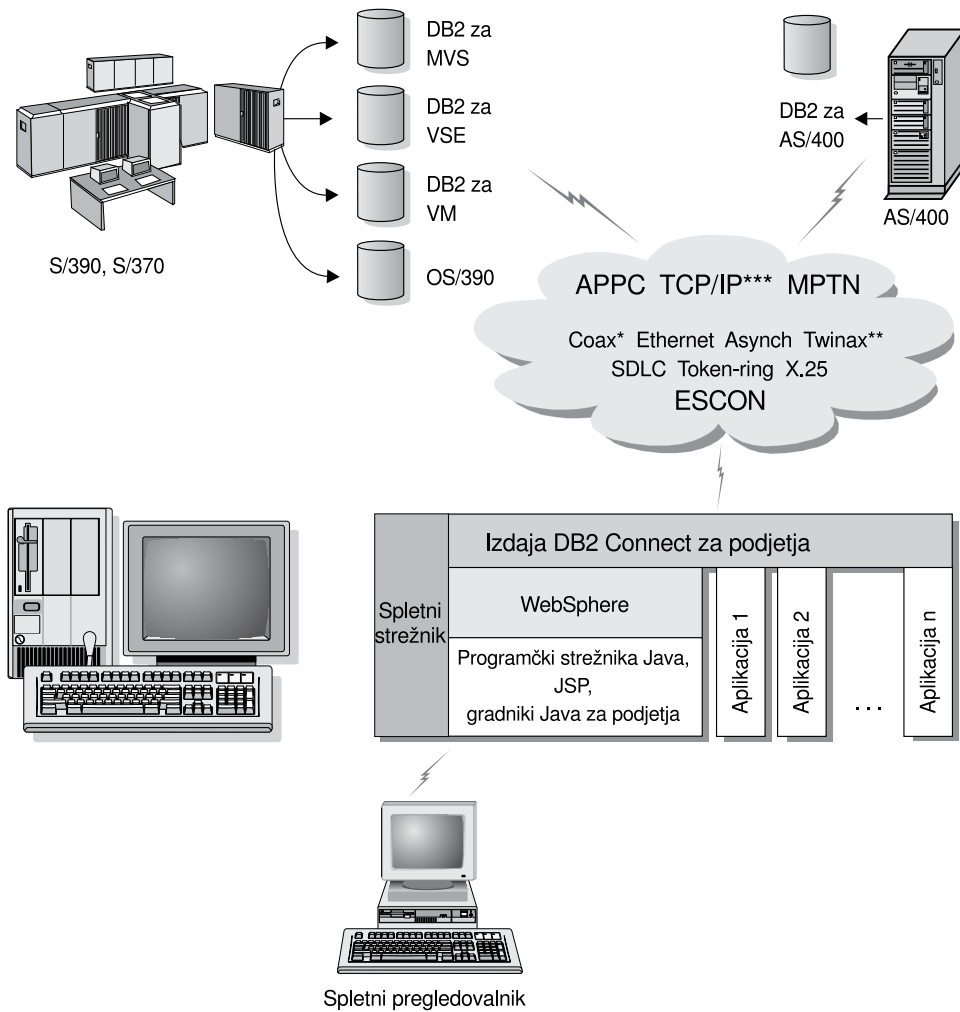 DB2 za
MVS
DB2 za
VSE
DB2 za
VM
OS/390
S/390, S/370
DB2 za
AS/400
AS/400
APPC TCP/IP*** MPTN
Coax* Ethernet Asynch Twinax**
SDLC Token-ring X.25
ESCON
Spletni
strežnik
Izdaja DB2 Connect za podjetja
WebSphere
Programčki strežnika Java,
JSP,
gradniki Java za podjetja
Aplikacija 1
Aplikacija 2
. . .
Aplikacija n
Spletni pregledovalnik